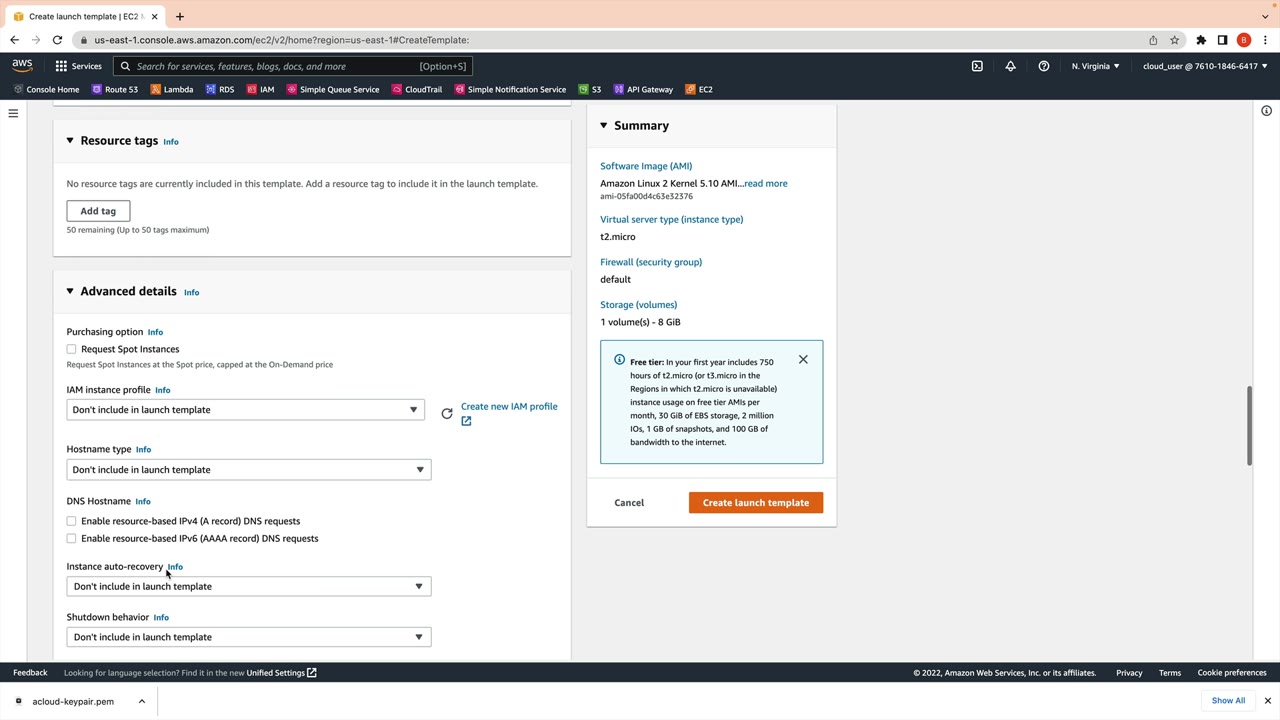 Create launch template | EC2 M
us-east-1.console.aws.amazon.com/ec2/v2/home?region=us-east-1#CreateTemplate:
B
aws
Services
Search for services, features, blogs, docs, and more
[Option+S]
N. Virginia
cloud_user @ 7610-1846-6417
Console Home
Route 53
Lambda
RDS
IAM
Simple Queue Service
CloudTrail
Simple Notification Service
S3
API Gateway
EC2
Resource tags Info
No resource tags are currently included in this template. Add a resource tag to include it in the launch template.
Add tag
50 remaining (Up to 50 tags maximum)
Advanced details Info
Purchasing option Info
Request Spot Instances
Request Spot Instances at the Spot price, capped at the On-Demand price
IAM instance profile Info
Don't include in launch template
Create new IAM profile
Hostname type Info
Don't include in launch template
DNS Hostname Info
Enable resource-based IPv4 (A record) DNS requests
Enable resource-based IPv6 (AAAA record) DNS requests
Instance auto-recovery Info
Don't include in launch template
Shutdown behavior Info
Don't include in launch template
Summary
Software Image (AMI)
Amazon Linux 2 Kernel 5.10 AMI...read more
ami-05fa00d4c63e32376
Virtual server type (instance type)
t2.micro
Firewall (security group)
default
Storage (volumes)
1 volume(s) - 8 GiB
Free tier: In your first year includes 750
hours of t2.micro (or t3.micro in the
Regions in which t2.micro is unavailable)
instance usage on free tier AMIs per
month, 30 GiB of EBS storage, 2 million
IOs, 1 GB of snapshots, and 100 GB of
bandwidth to the internet.
Cancel
Create launch template
Feedback
Looking for language selection? Find it in the new Unified Settings
© 2022, Amazon Web Services, Inc. or its affiliates.
Privacy
Terms
Cookie preferences
acloud-keypair.pem
Show All